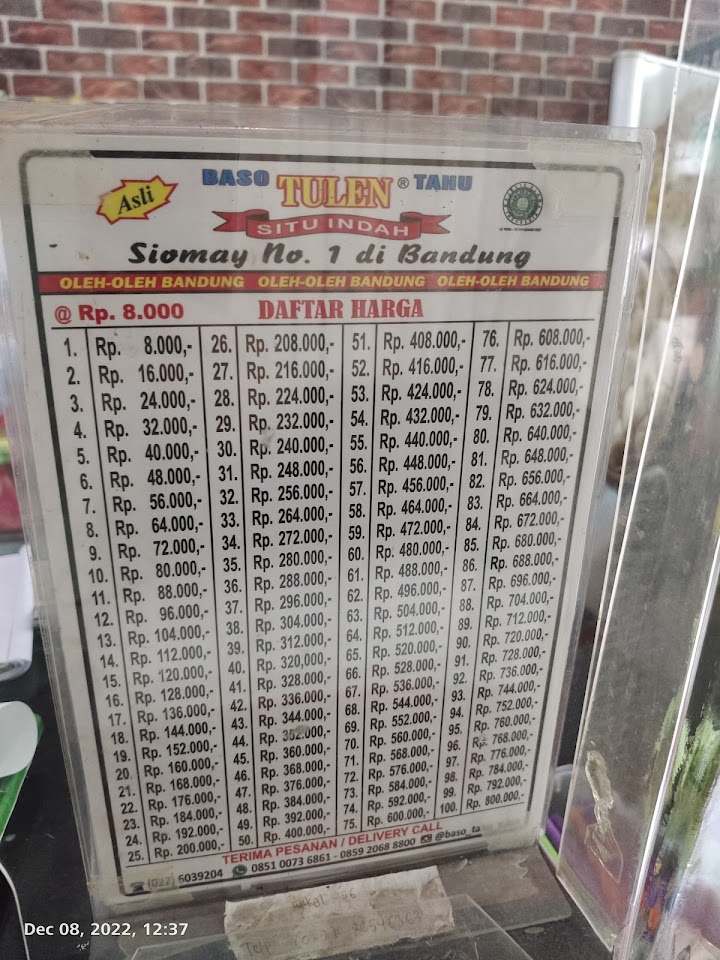 Asli
BASO TULEN ® TAHU
SITU INDAH
Siomay No. 1 di Bandung
OLEH-OLEH BANDUNG OLEH-OLEH BANDUNG OLEH-OLEH BANDUNG
@ Rp. 8.000 DAFTAR HARGA
1. Rp. 8.000,-
2. Rp. 16.000,-
3. Rp. 24.000,-
4. Rp. 32.000,-
5. Rp. 40.000,-
6. Rp. 48.000,-
7. Rp. 56.000,-
8. Rp. 64.000,-
9. Rp. 72.000,-
10. Rp. 80.000,-
11. Rp. 88.000,-
12. Rp. 96.000,-
13. Rp. 104.000,-
14. Rp. 112.000,-
15. Rp. 120.000,-
16. Rp. 128.000,-
17. Rp. 136.000,-
18. Rp. 144.000,-
19. Rp. 152.000,-
20. Rp. 160.000,-
21. Rp. 168.000,-
22. Rp. 176.000,-
23. Rp. 184.000,-
24. Rp. 192.000,-
25. Rp. 200.000,-
26. Rp. 208.000,-
27. Rp. 216.000,-
28. Rp. 224.000,-
29. Rp. 232.000,-
30. Rp. 240.000,-
31. Rp. 248.000,-
32. Rp. 256.000,-
33. Rp. 264.000,-
34. Rp. 272.000,-
35. Rp. 280.000,-
36. Rp. 288.000,-
37. Rp. 296.000,-
38. Rp. 304.000,-
39. Rp. 312.000,-
40. Rp. 320,000,-
41. Rp. 328.000,-
42. Rp. 336.000,-
43. Rp. 344.000,-
44. Rp. 352.000,-
45. Rp. 360.000,-
46. Rp. 368.000,-
47. Rp. 376.000,-
48. Rp. 384.000,-
49. Rp. 392.000,-
50. Rp. 400.000,-
51. Rp. 408.000,-
52. Rp. 416.000,-
53. Rp. 424.000,-
54. Rp. 432.000,-
55. Rp. 440.000,-
56. Rp. 448.000,-
57. Rp. 456.000,-
58. Rp. 464.000,-
59. Rp. 472.000,-
60. Rp. 480.000,-
61. Rp. 488.000,-
62. Rp. 496.000,-
63. Rp. 504.000,-
64. Rp. 512.000,-
65. Rp. 520.000,-
66. Rp. 528.000,-
67. Rp. 536.000,-
68. Rp. 544.000,-
69. Rp. 552.000,-
70. Rp. 560.000,-
71. Rp. 568.000,-
72. Rp. 576.000,-
73. Rp. 584.000,-
74. Rp. 592.000,-
75. Rp. 600.000,-
76. Rp. 608.000,-
77. Rp. 616.000,-
78. Rp. 624.000,-
79. Rp. 632.000,-
80. Rp. 640.000,-
81. Rp. 648.000,-
82. Rp. 656.000,-
83. Rp. 664.000,-
84. Rp. 672.000,-
85. Rp. 680.000,-
86. Rp. 688.000,-
87. Rp. 696.000,-
88. Rp. 704.000,-
89. Rp. 712.000,-
90. Rp. 720.000,-
91. Rp. 728.000,-
92. Rp. 736.000,-
93. Rp. 744.000,-
94. Rp. 752.000,-
95. Rp. 760.000,-
96. Rp. 768.000,-
97. Rp. 776.000,-
98. Rp. 784.000,-
99. Rp. 792.000,-
100. Rp. 800.000,-
TERIMA PESANAN / DELIVERY CALL
(022) 6039204 0851 0073 6861 - 0859 2068 8800 @baso_ta
Dec 08, 2022, 12:37